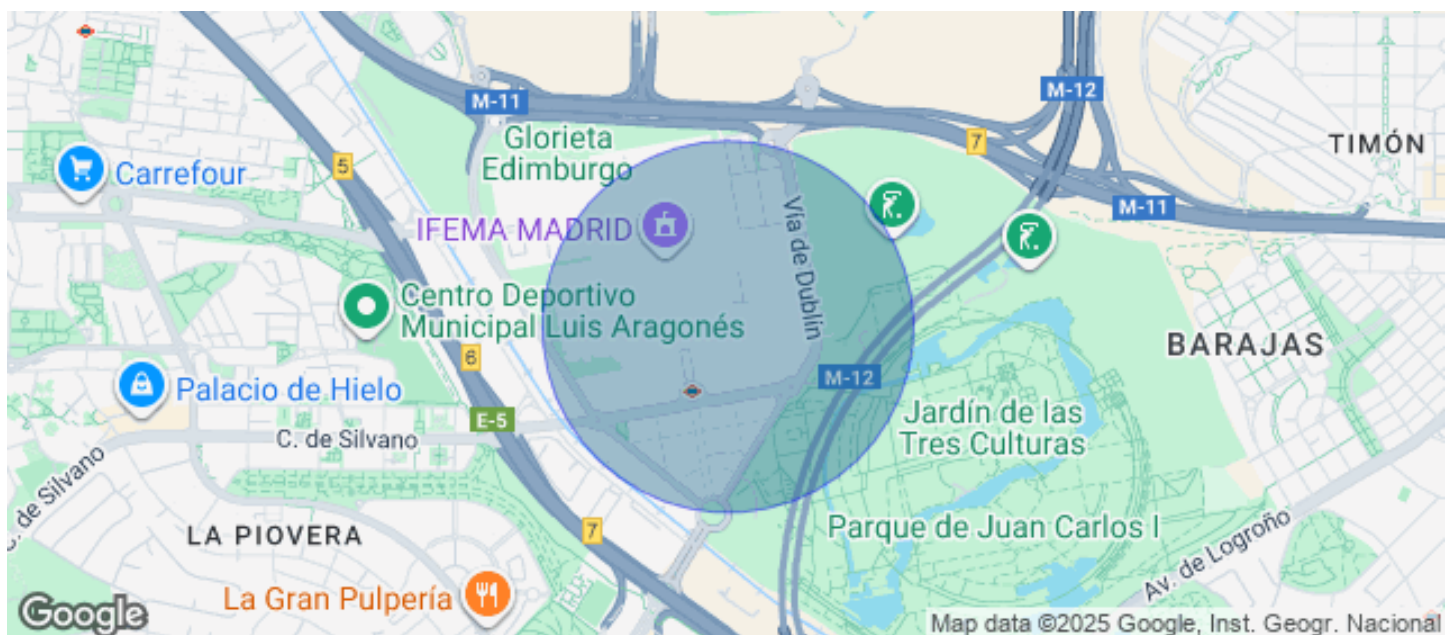 M-11
M-12
Glorieta
Edimburgo
7
TIMÓN
5
Carrefour
M-11
IFEMA MADRID
Vía de Dublín
Centro Deportivo
Municipal Luis Aragonés
BARAJAS
6
M-12
Palacio de Hielo
E-5
C. de Silvano
Jardín de las
Tres Culturas
C. de Silvano
LA PIOVERA
7
Parque de Juan Carlos I
Av. de Logroño
La Gran Pulpería
Google
Map data ©2025 Google, Inst. Geogr. Nacional